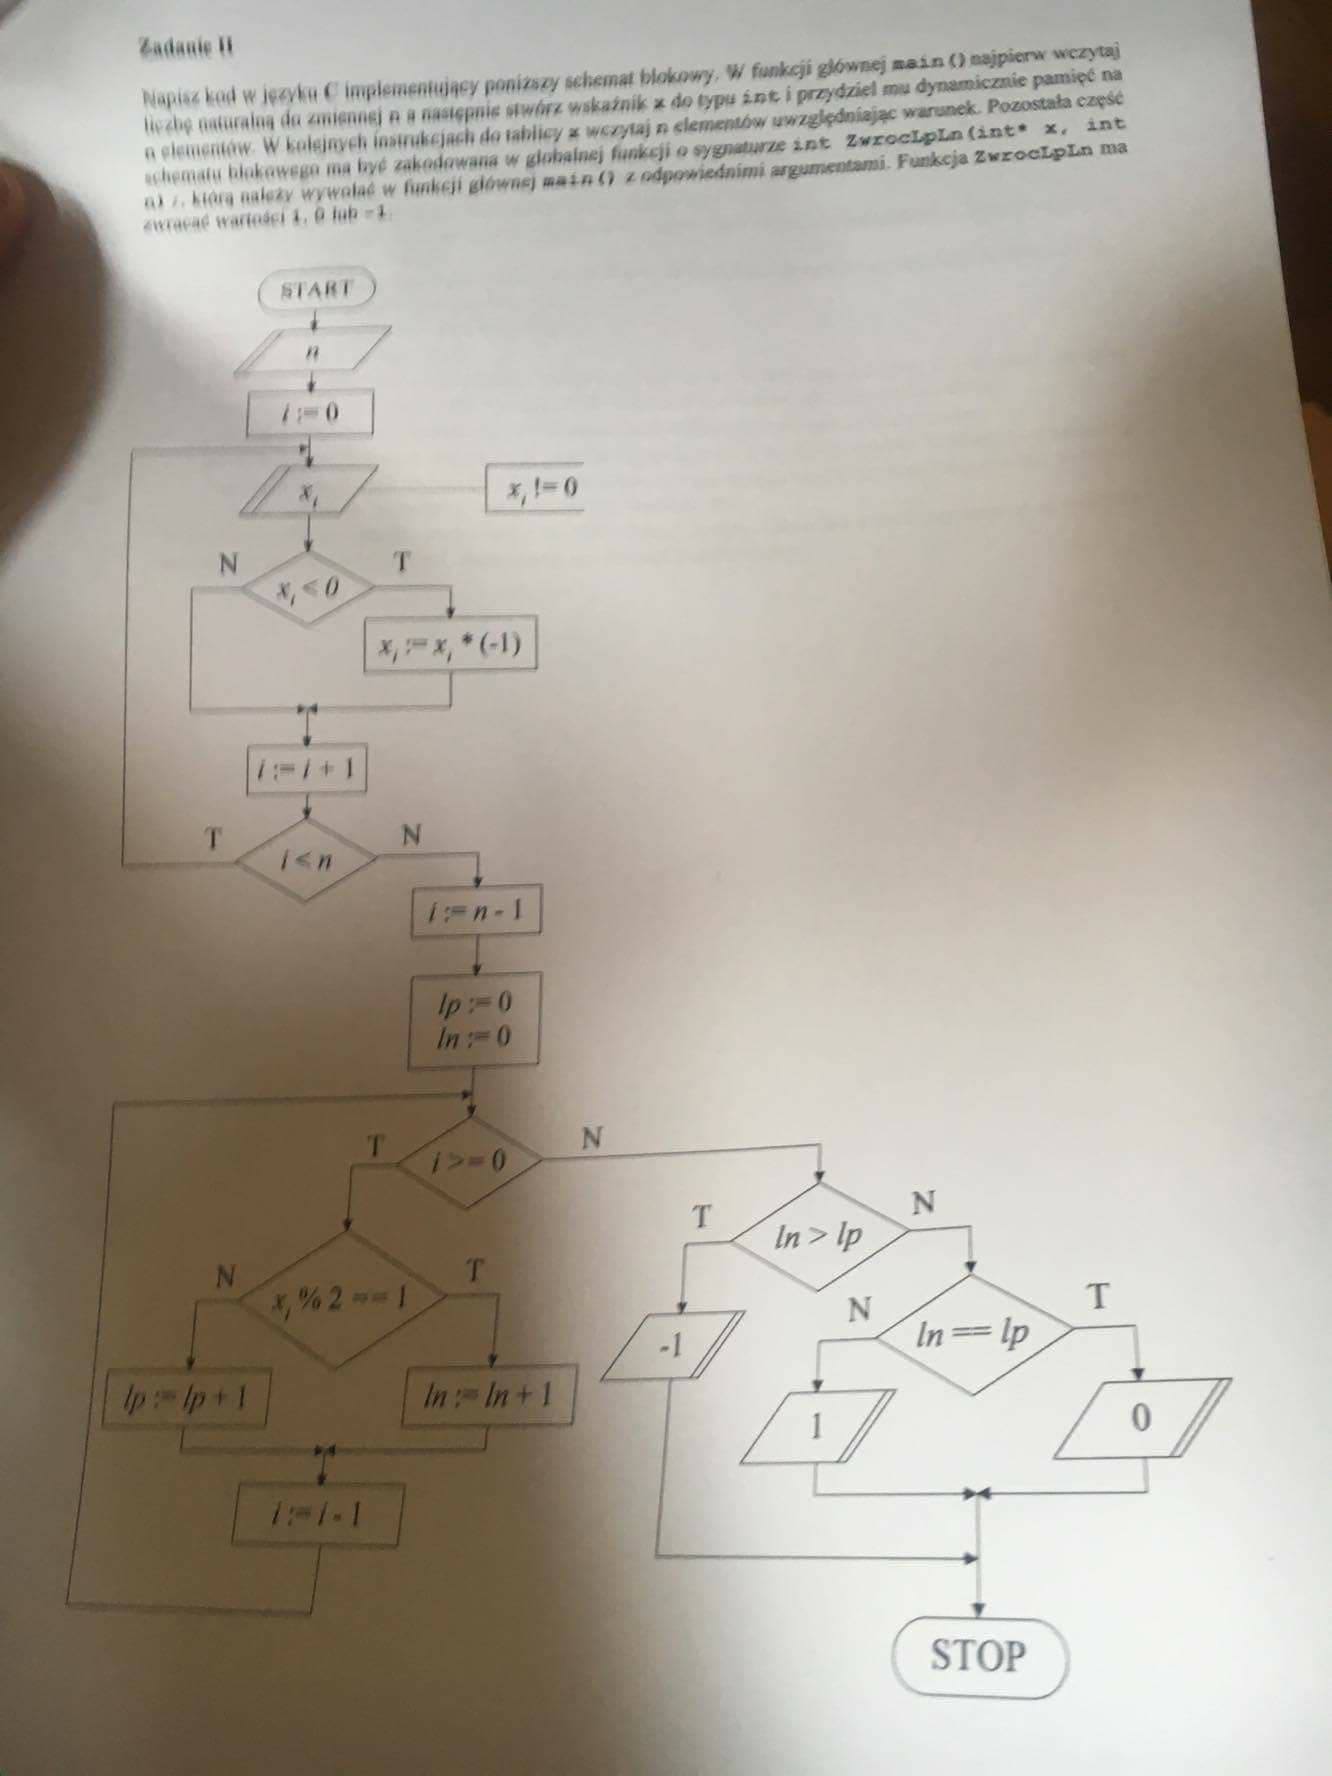 Zadanie II
Napisz kod w języku C implementujący poniższy schemat blokowy. W funkcji głównej main() najpierw wczytaj
liczbę naturalną do zmiennej n a następnie stwórz wskaźnik x do typu int i przydziel mu dynamicznie pamięć na
n elementów. W kolejnych instrukcjach do tablicy x wczytaj n elementów uwzględniając warunek. Pozostała część
schematu blokowego ma być zakodowana w globalnej funkcji o sygnaturze int ZwrocLpLn(int* x, int
n), którą należy wywołać w funkcji głównej main() z odpowiednimi argumentami. Funkcja ZwrocLpLn ma
zwracać wartości 1, 0 lub -1.
START
n
i := 0
x_i
x_i != 0
N
T
x_i < 0
x_i := x_i * (-1)
i := i + 1
T
N
i < n
i := n - 1
lp := 0
ln := 0
T
N
i >= 0
T
N
ln > lp
N
T
x_i % 2 == 1
N
T
ln == lp
-1
lp := lp + 1
ln := ln + 1
1
0
i := i - 1
STOP